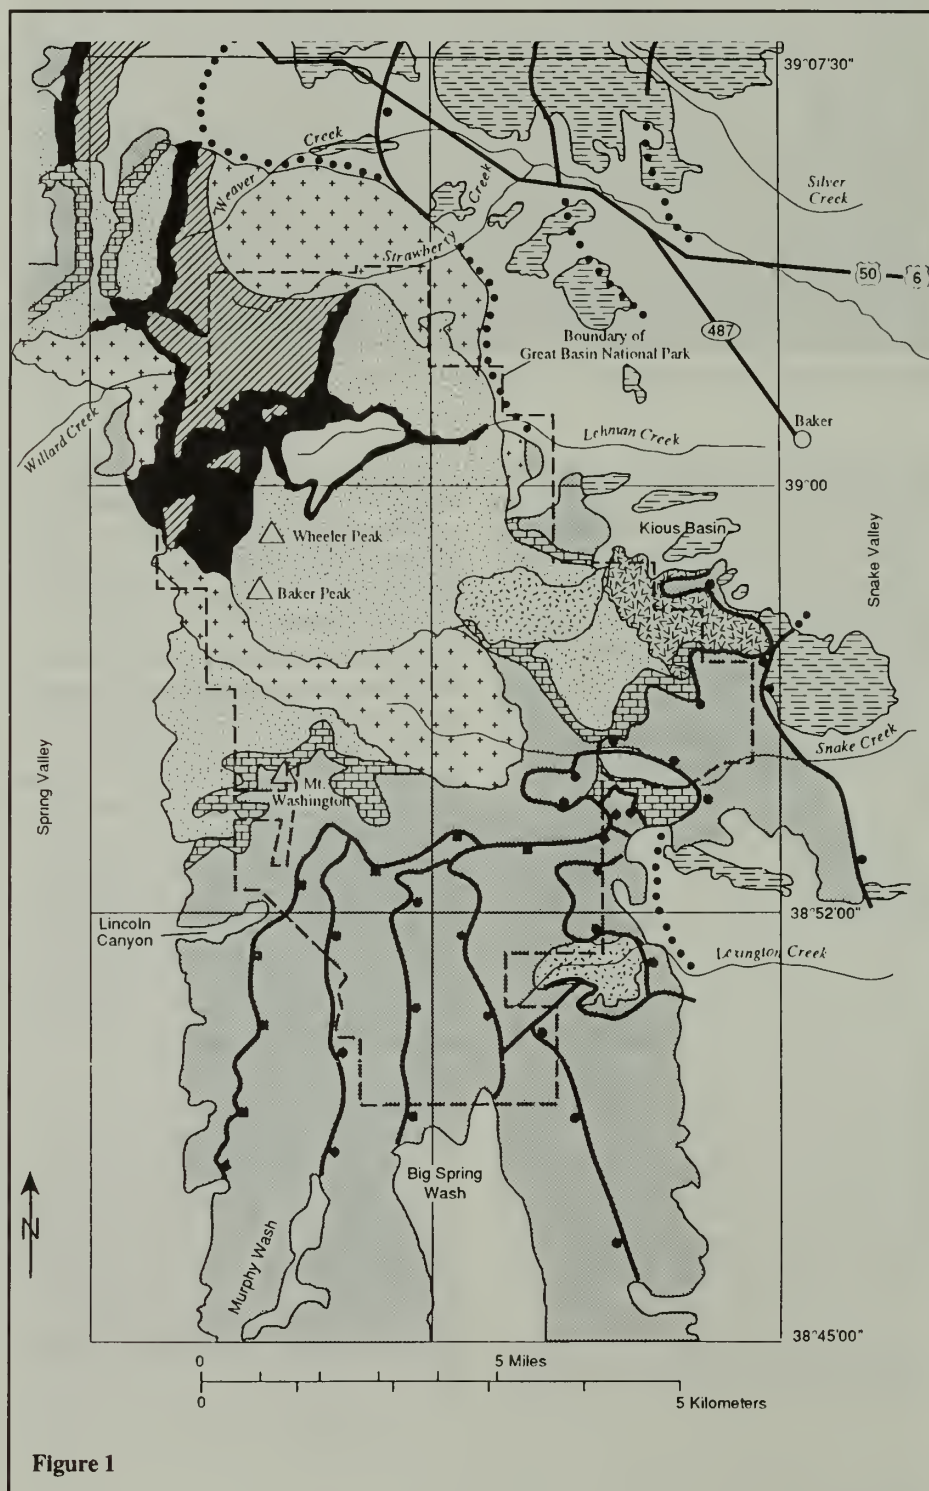 39°07'30"
Weaver
Creek
Creek
Strawberry
Silver
Creek
50
6
487
Boundary of
Great Basin National Park
Willard Creek
Lehman Creek
Baker
39°00
Kious Basin
Wheeler Peak
Baker Peak
Snake Valley
Spring Valley
Mt.
Washington
Snake Creek
Lincoln
Canyon
38°52'00"
Lexington Creek
Big Spring
Wash
Murphy Wash
N
38°45'00"
0
5 Miles
0
5 Kilometers
Figure 1